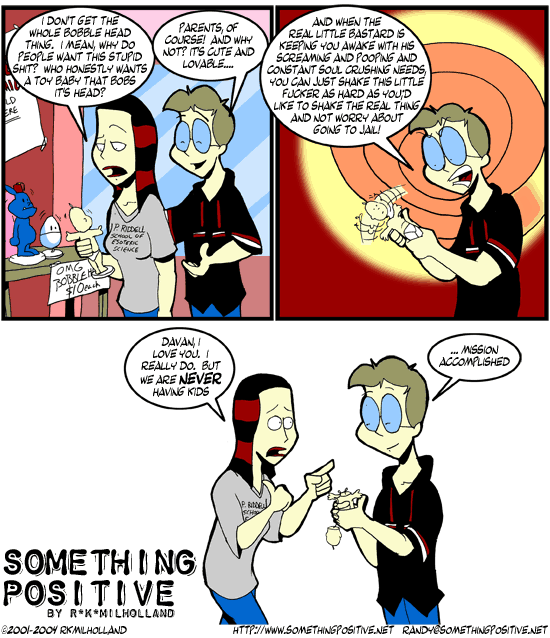 I DON'T GET THE
WHOLE BOBBLE HEAD
THING. I MEAN, WHY DO
PEOPLE WANT THIS STUPID
SHIT? WHO HONESTLY WANTS
A TOY BABY THAT BOBS
IT'S HEAD?
PARENTS, OF
COURSE! AND WHY
NOT? IT'S CUTE AND
LOVABLE....
J.P. RIDDELL
SCHOOL OF
ESOTERIC
SCIENCE
OMG
$10 each
AND WHEN THE
REAL LITTLE BASTARD IS
KEEPING YOU AWAKE WITH HIS
SCREAMING AND POOPING AND
CONSTANT SOUL CRUSHING NEEDS,
YOU CAN JUST SHAKE THIS LITTLE
FUCKER AS HARD AS YOU'D
LIKE TO SHAKE THE REAL THING
AND NOT WORRY ABOUT
GOING TO JAIL!
DAVAN, I
LOVE YOU. I
REALLY DO. BUT
WE ARE NEVER
HAVING KIDS
... MISSION
ACCOMPLISHED
SOMETHING
POSITIVE
BY R*K*MILHOLLAND
©2001-2004 RKMILHOLLAND
HTTP://WWW.SOMETHINGPOSITIVE.NET RANDY@SOMETHINGPOSITIVE.NET